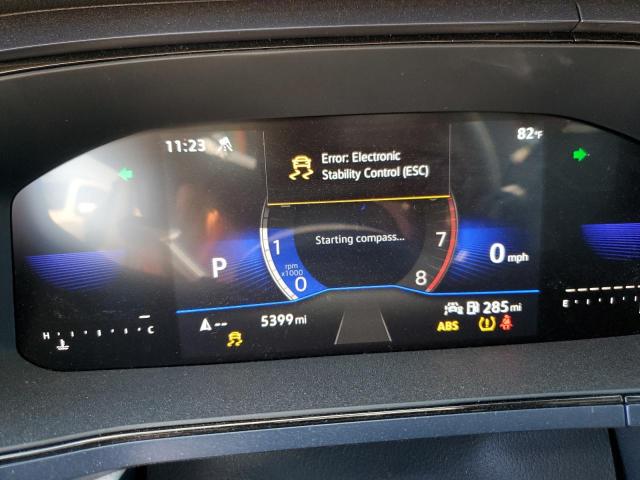 11:23
82°F
Error: Electronic
Stability Control (ESC)
Starting compass...
1
7
rpm
x1000
0
8
P
0 mph
H C
-- 5399 mi
285 mi
E
ABS